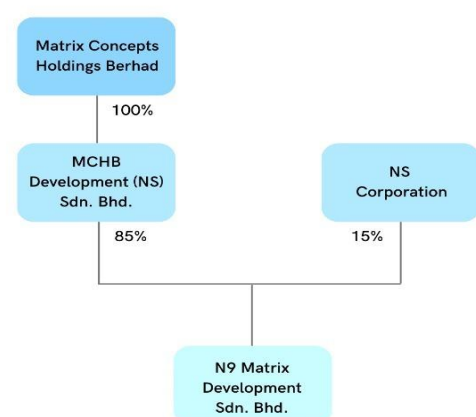 Matrix Concepts
Holdings Berhad
100%
MCHB
Development (NS)
Sdn. Bhd.
NS
Corporation
85%
15%
N9 Matrix
Development
Sdn. Bhd.